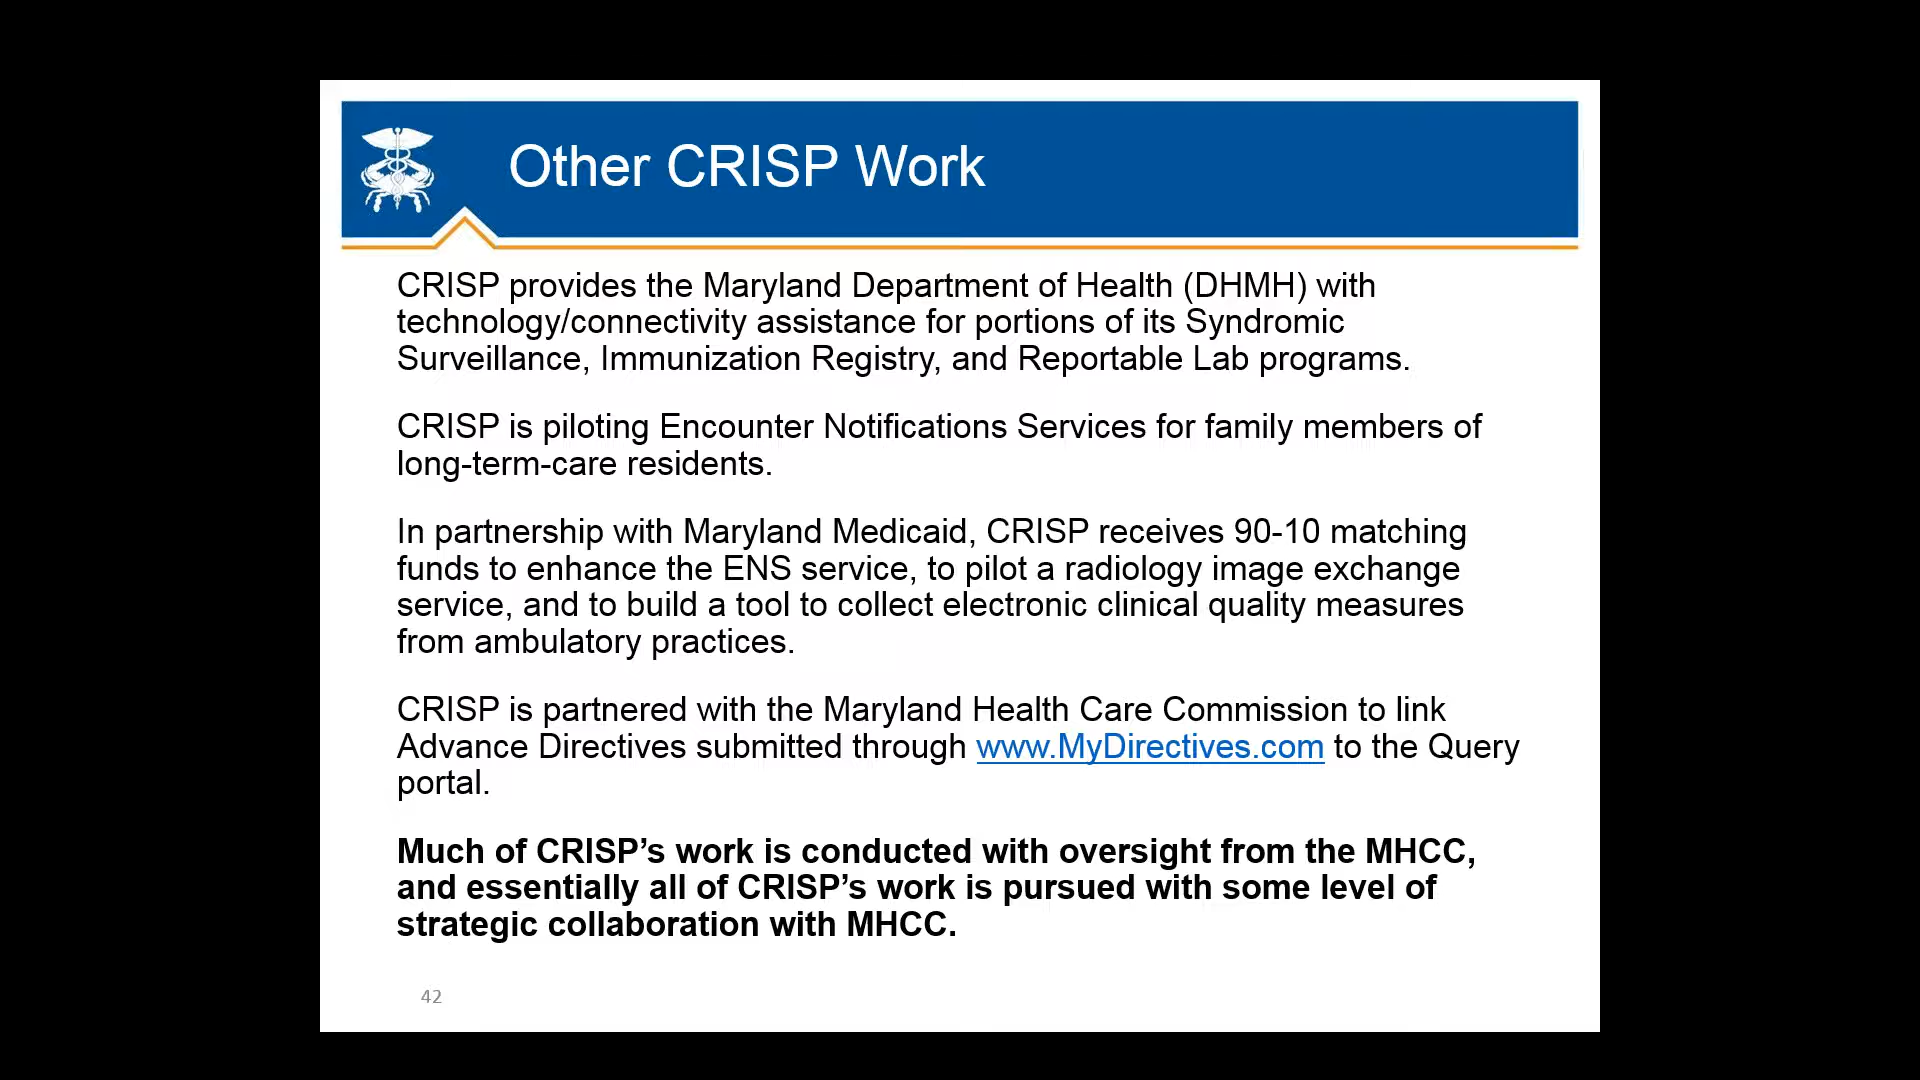 Other CRISP Work
CRISP provides the Maryland Department of Health (DHMH) with
technology/connectivity assistance for portions of its Syndromic
Surveillance, Immunization Registry, and Reportable Lab programs.
CRISP is piloting Encounter Notifications Services for family members of
long-term-care residents.
In partnership with Maryland Medicaid, CRISP receives 90-10 matching
funds to enhance the ENS service, to pilot a radiology image exchange
service, and to build a tool to collect electronic clinical quality measures
from ambulatory practices.
CRISP is partnered with the Maryland Health Care Commission to link
Advance Directives submitted through www.MyDirectives.com to the Query
portal.
Much of CRISP’s work is conducted with oversight from the MHCC,
and essentially all of CRISP’s work is pursued with some level of
strategic collaboration with MHCC.
42